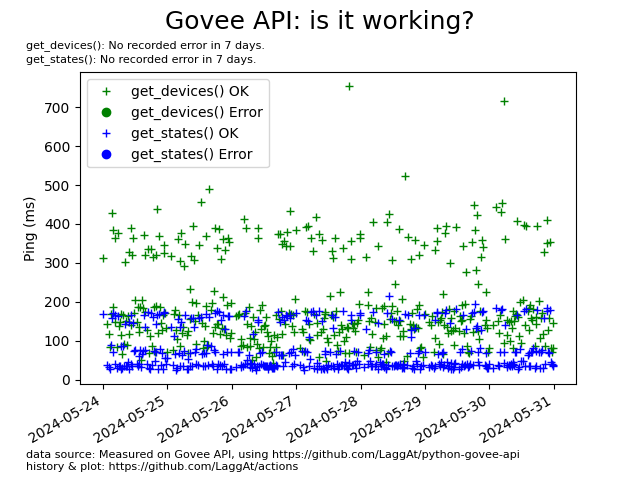 Govee API: is it working?
get_devices(): No recorded error in 7 days.
get_states(): No recorded error in 7 days.
get_devices() OK
get_devices() Error
get_states() OK
get_states() Error
Ping (ms)
700
600
500
400
300
200
100
0
2024-05-24
2024-05-25
2024-05-26
2024-05-27
2024-05-28
2024-05-29
2024-05-30
2024-05-31
data source: Measured on Govee API, using https://github.com/LaggAt/python-govee-api
history & plot: https://github.com/LaggAt/actions